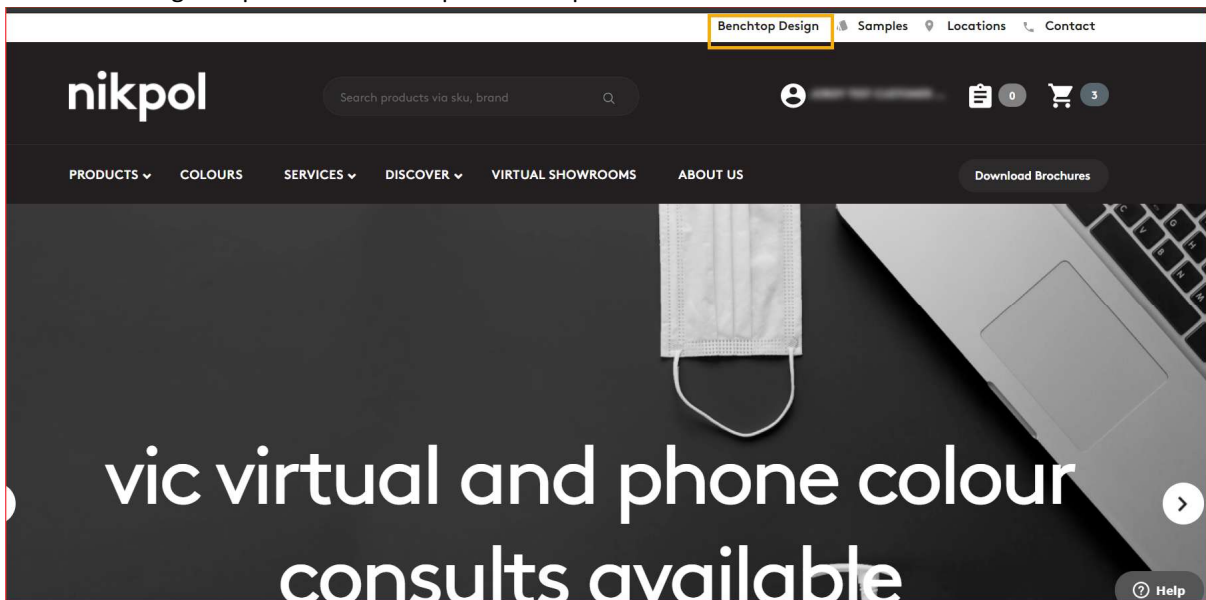 Benchtop Design Samples Locations Contact
nikpol
Search products via sku, brand
0
3
PRODUCTS COLOURS SERVICES DISCOVER VIRTUAL SHOWROOMS ABOUT US
Download Brochures
vic virtual and phone colour
consults available
Help